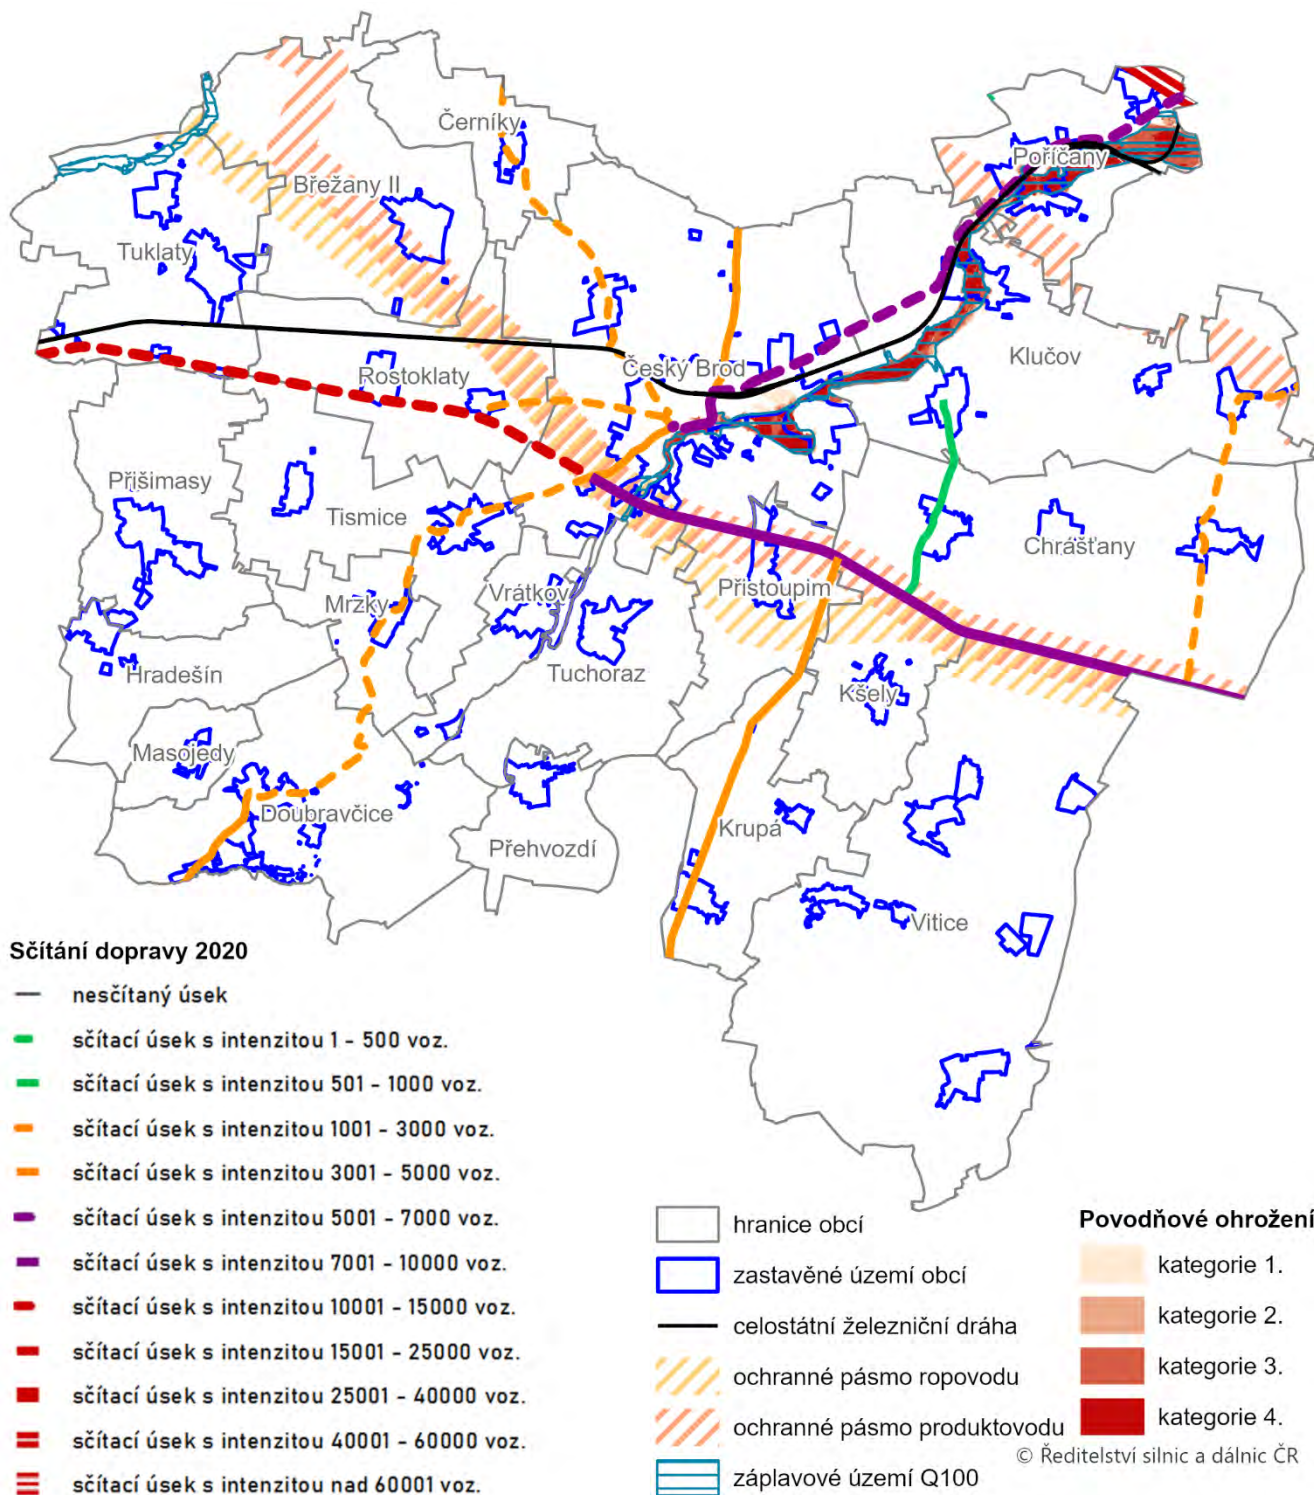 Černíky
Poříčany
Břežany II
Tuklaty
Klučov
Český Brod
Rostoklaty
Přišimasy
Tismice
Chrášťany
Přistoupim
Vrátkov
Mržky
Tuchoraz
Hradešín
Kšely
Masojedy
Doubravčice
Krupá
Přehvozdí
Vitice
Sčítání dopravy 2020
nesčítaný úsek
sčítací úsek s intenzitou 1 - 500 voz.
sčítací úsek s intenzitou 501 - 1000 voz.
sčítací úsek s intenzitou 1001 - 3000 voz.
sčítací úsek s intenzitou 3001 - 5000 voz.
sčítací úsek s intenzitou 5001 - 7000 voz.
sčítací úsek s intenzitou 7001 - 10000 voz.
sčítací úsek s intenzitou 10001 - 15000 voz.
sčítací úsek s intenzitou 15001 - 25000 voz.
sčítací úsek s intenzitou 25001 - 40000 voz.
sčítací úsek s intenzitou 40001 - 60000 voz.
sčítací úsek s intenzitou nad 60001 voz.
hranice obcí
zastavěné území obcí
celostátní železniční dráha
ochranné pásmo ropovodu
ochranné pásmo produktovodu
záplavové území Q100
Povodňové ohrožení
kategorie 1.
kategorie 2.
kategorie 3.
kategorie 4.
© Ředitelství silnic a dálnic ČR